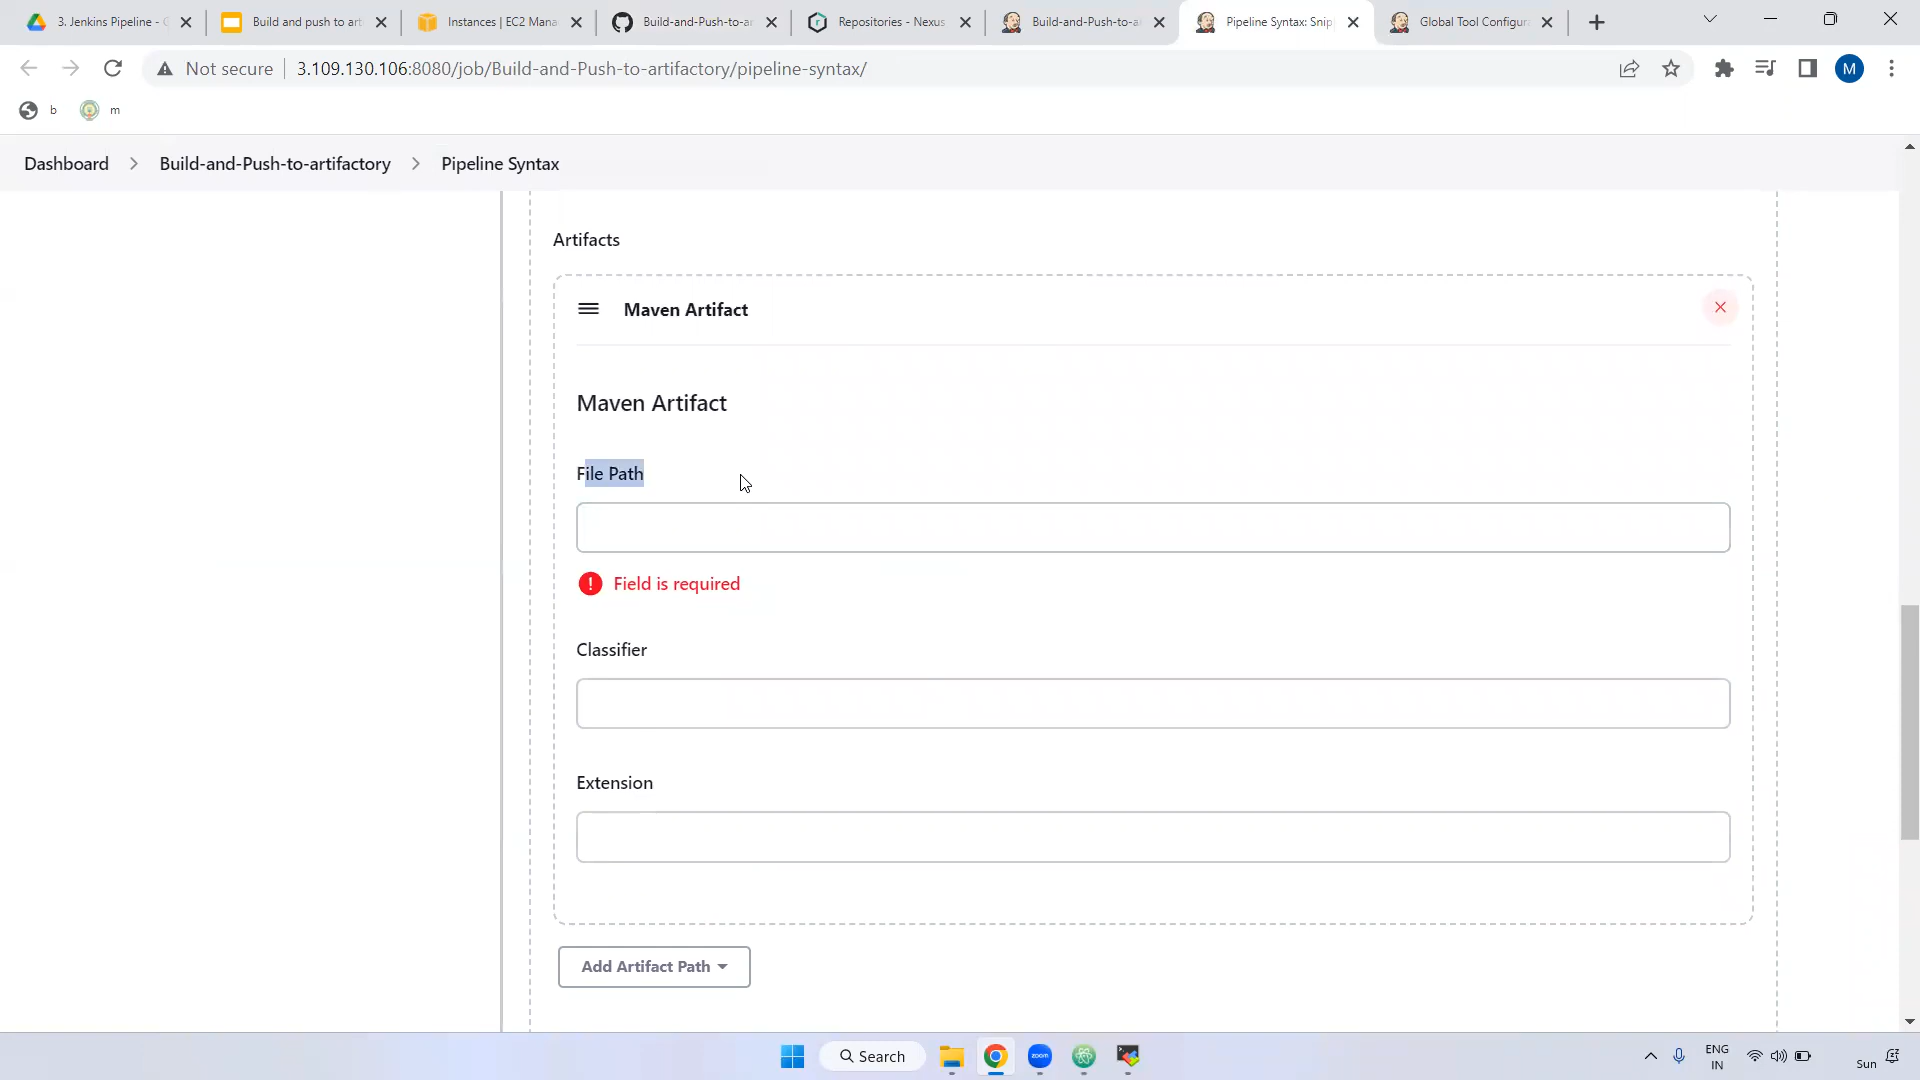 3. Jenkins Pipeline - G
Build and push to art
Instances | EC2 Mana
Build-and-Push-to-ar
Repositories - Nexus
Build-and-Push-to-a
Pipeline Syntax: Snip
Global Tool Configura
Not secure
3.109.130.106:8080/job/Build-and-Push-to-artifactory/pipeline-syntax/
M
b
m
Dashboard
Build-and-Push-to-artifactory
Pipeline Syntax
Artifacts
Maven Artifact
Maven Artifact
File Path
Field is required
Classifier
Extension
Add Artifact Path
Search
zoom
ENG
IN
Sun